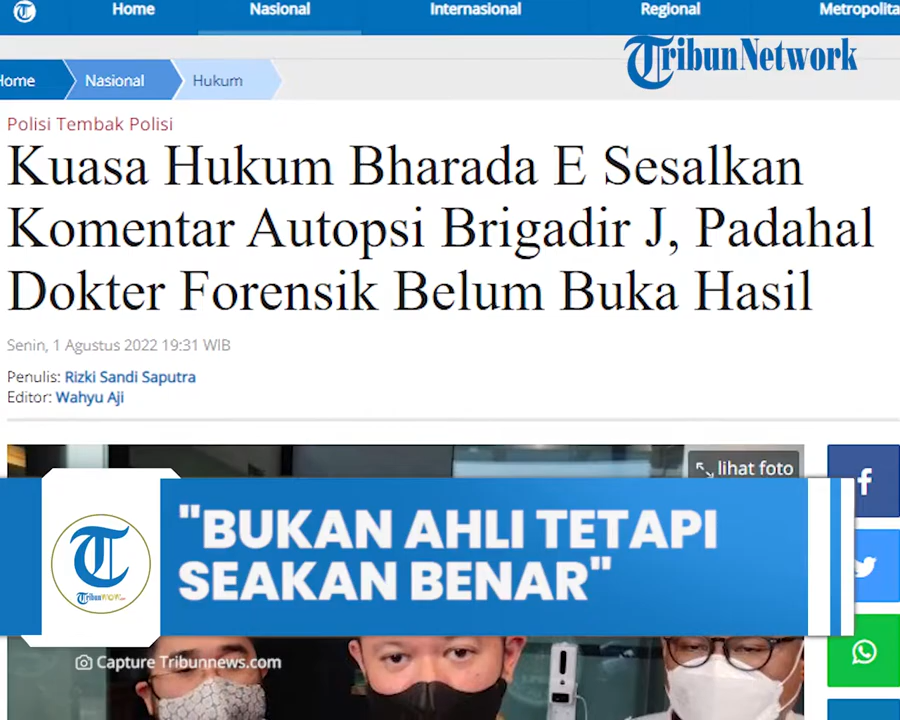 Home Nasional Internasional Regional Metropolita
TribunNetwork
Home Nasional Hukum
Polisi Tembak Polisi
Kuasa Hukum Bharada E Sesalkan
Komentar Autopsi Brigadir J, Padahal
Dokter Forensik Belum Buka Hasil
Senin, 1 Agustus 2022 19:31 WIB
Penulis: Rizki Sandi Saputra
Editor: Wahyu Aji
lihat foto
"BUKAN AHLI TETAPI
SEAKAN BENAR"
TribunWOW.com
Capture Tribunnews.com